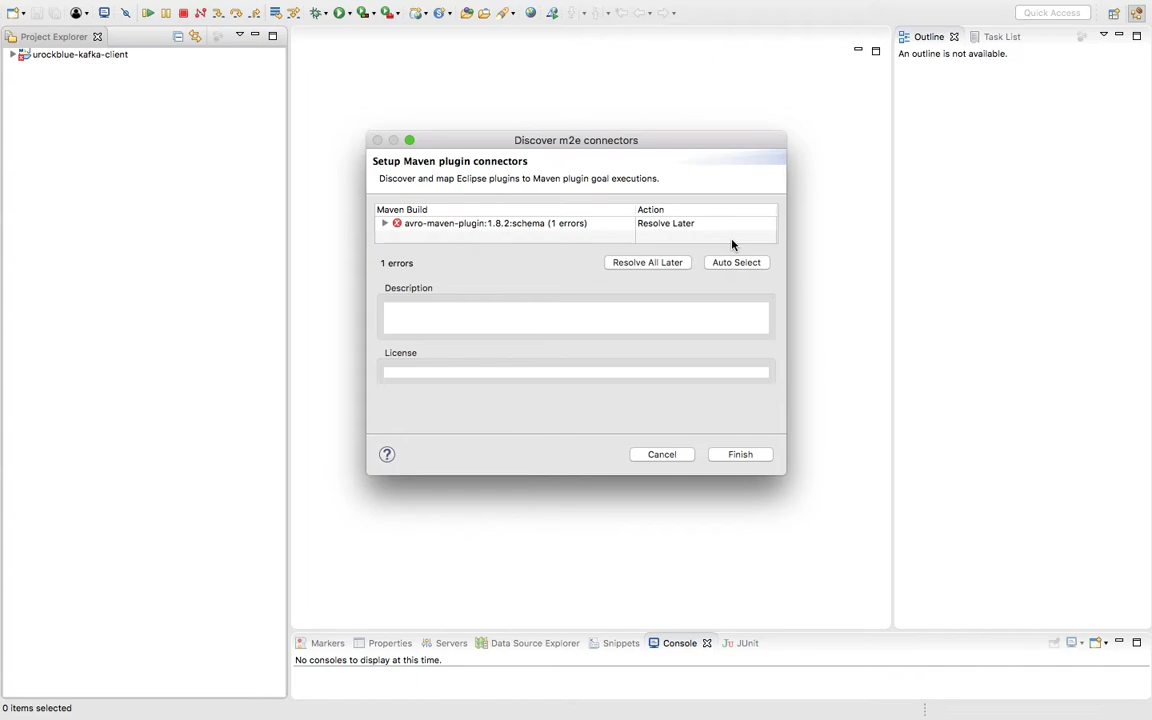 Quick Access
Project Explorer
urockblue-kafka-client
Outline
Task List
An outline is not available.
Discover m2e connectors
Setup Maven plugin connectors
Discover and map Eclipse plugins to Maven plugin goal executions.
Maven Build
Action
avro-maven-plugin:1.8.2:schema (1 errors)
Resolve Later
1 errors
Resolve All Later
Auto Select
Description
License
?
Cancel
Finish
Markers
Properties
Servers
Data Source Explorer
Snippets
Console
JUnit
No consoles to display at this time.
0 items selected